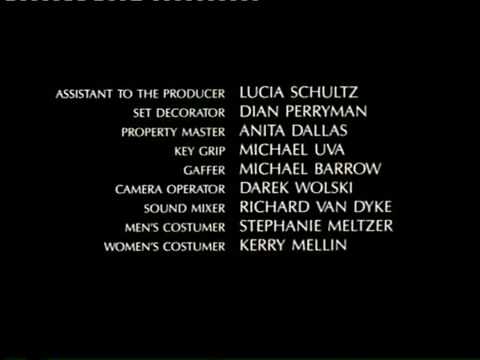 ASSISTANT TO THE PRODUCER LUCIA SCHULTZ
SET DECORATOR DIAN PERRYMAN
PROPERTY MASTER ANITA DALLAS
KEY GRIP MICHAEL UVA
GAFFER MICHAEL BARROW
CAMERA OPERATOR DAREK WOLSKI
SOUND MIXER RICHARD VAN DYKE
MEN'S COSTUMER STEPHANIE MELTZER
WOMEN'S COSTUMER KERRY MELLIN